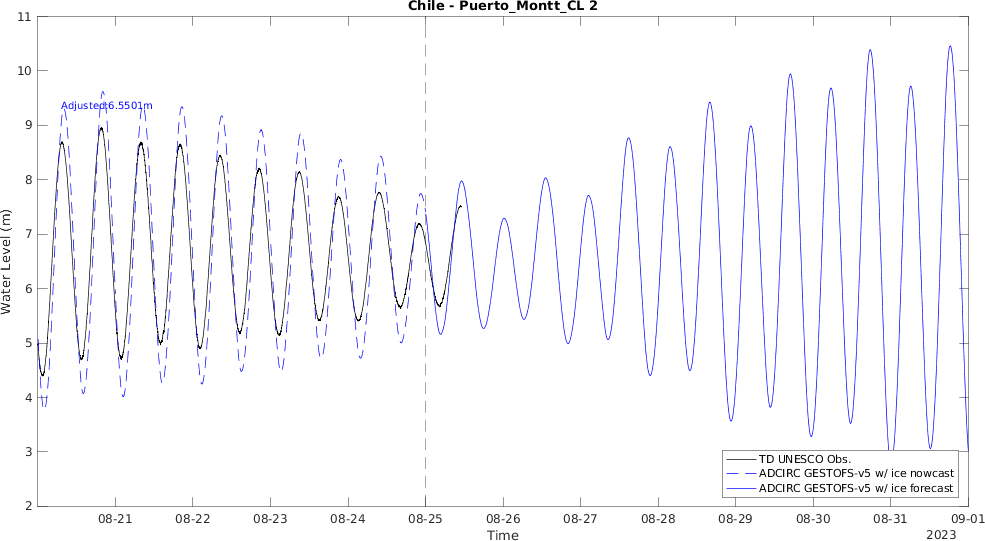 Chile - Puerto_Montt_CL 2
11
10
9
8
7
6
5
4
3
2
Water Level (m)
Adjusted:6.5501m
TD UNESCO Obs.
ADCIRC GESTOFS-v5 w/ ice nowcast
ADCIRC GESTOFS-v5 w/ ice forecast
08-21 08-22 08-23 08-24 08-25 08-26 08-27 08-28 08-29 08-30 08-31 09-01
Time
2023